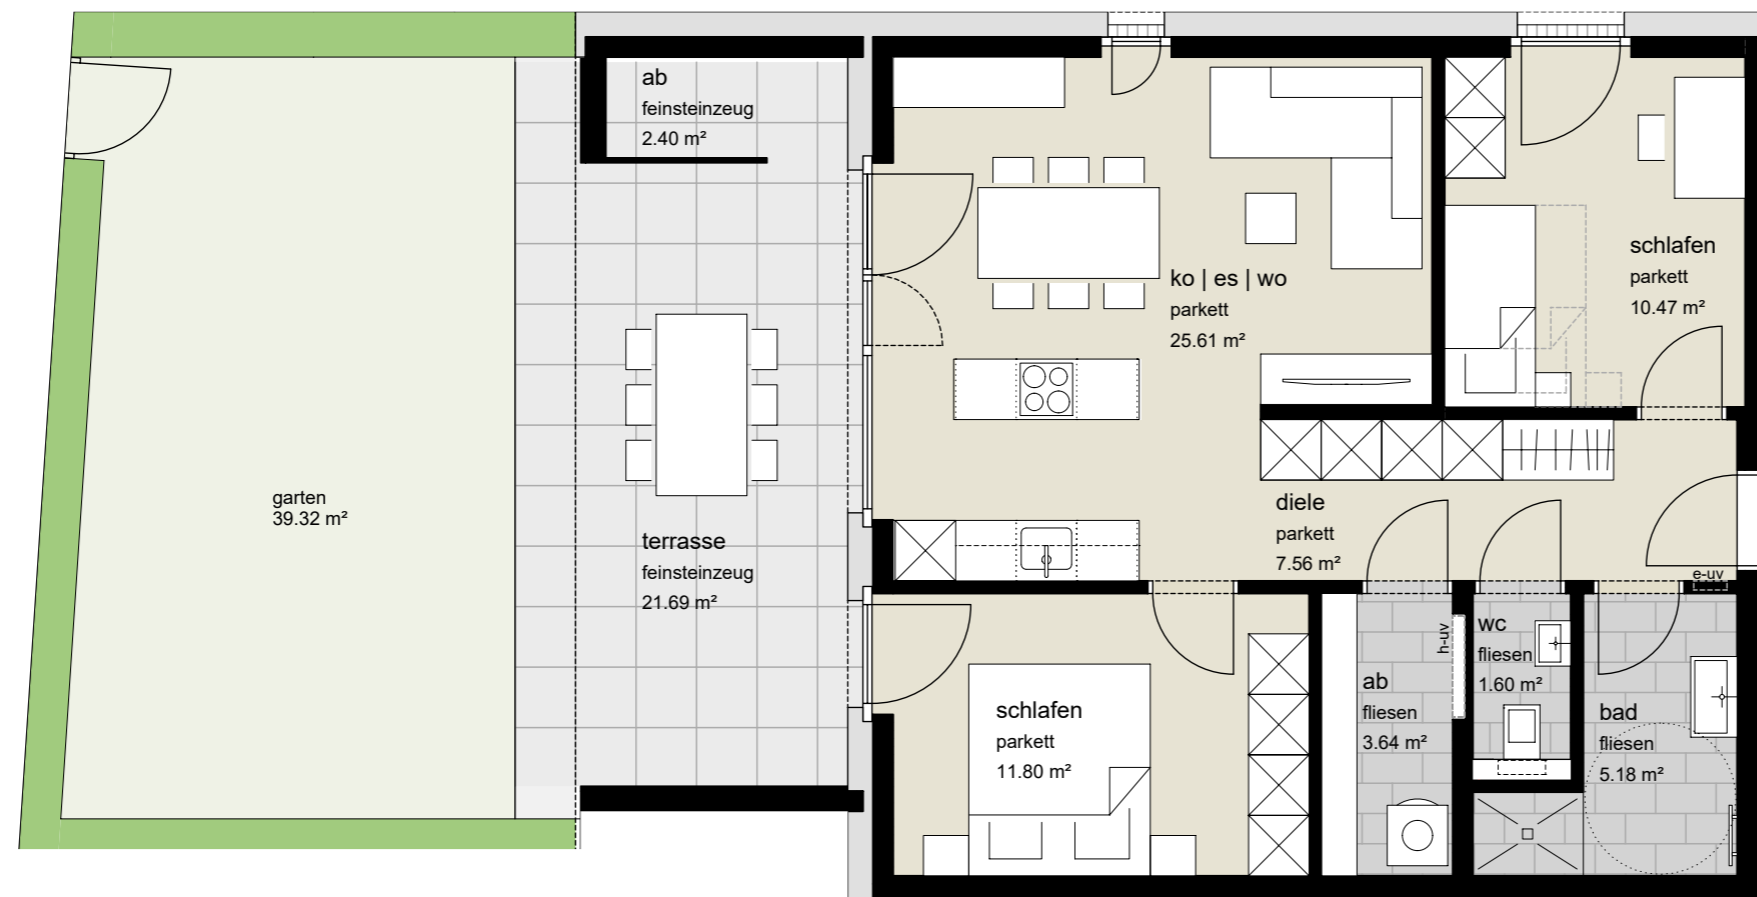 ab
feinsteinzeug
2.40 m²
ko | es | wo
parkett
25.61 m²
schlafen
parkett
10.47 m²
garten
39.32 m²
terrasse
feinsteinzeug
21.69 m²
diele
parkett
7.56 m²
e-uv
h-uv
wc
fliesen
1.60 m²
ab
fliesen
3.64 m²
schlafen
parkett
11.80 m²
bad
fliesen
5.18 m²